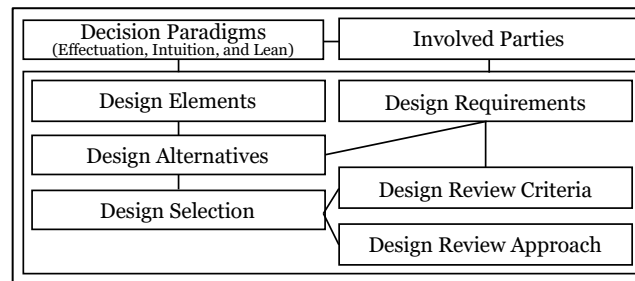 Decision Paradigms
(Effectuation, Intuition, and Lean)
Involved Parties
Design Elements
Design Requirements
Design Alternatives
Design Review Criteria
Design Selection
Design Review Approach